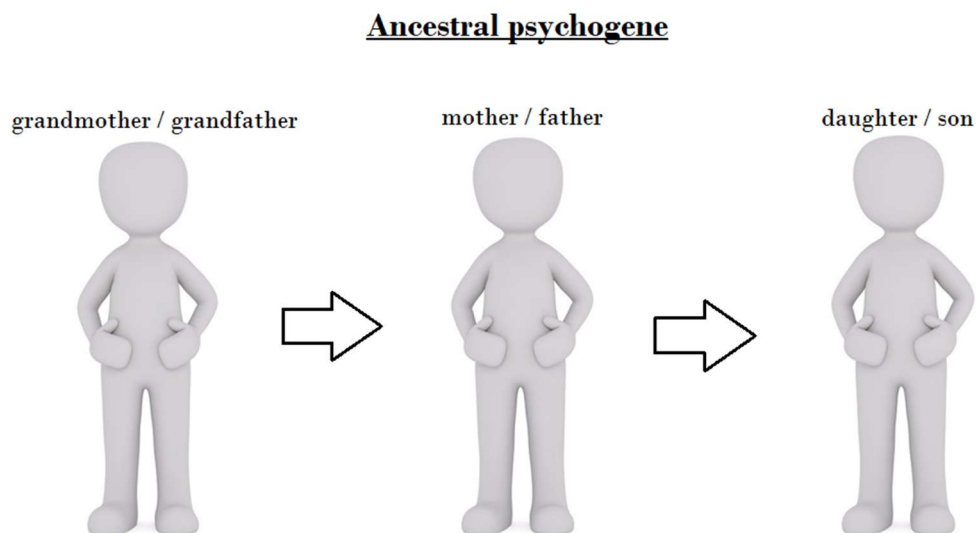 Ancestral psychogene
grandmother / grandfather
mother / father
daughter / son